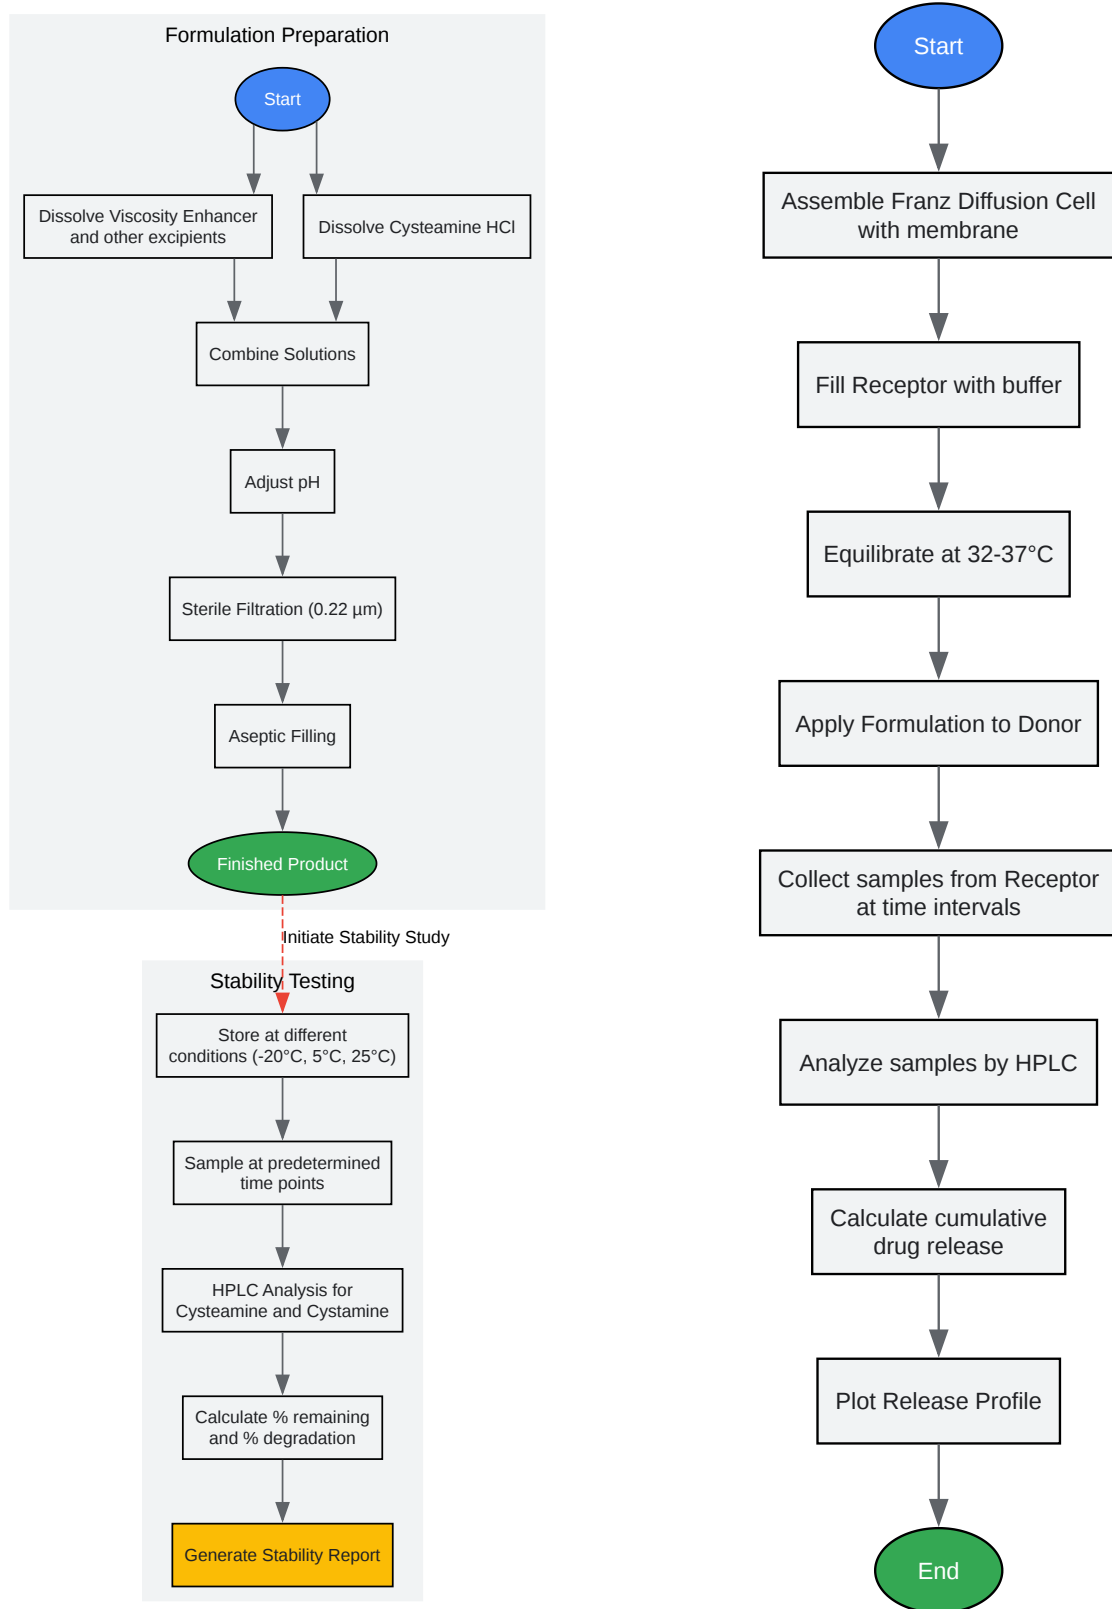 Formulation Preparation
Start
Dissolve Viscosity Enhancer
and other excipients
Dissolve Cysteamine HCl
Combine Solutions
Adjust pH
Sterile Filtration (0.22 µm)
Aseptic Filling
Finished Product
Initiate Stability Study
Stability Testing
Store at different
conditions (-20°C, 5°C, 25°C)
Sample at predetermined
time points
HPLC Analysis for
Cysteamine and Cystamine
Calculate % remaining
and % degradation
Generate Stability Report
Start
Assemble Franz Diffusion Cell
with membrane
Fill Receptor with buffer
Equilibrate at 32-37°C
Apply Formulation to Donor
Collect samples from Receptor
at time intervals
Analyze samples by HPLC
Calculate cumulative
drug release
Plot Release Profile
End